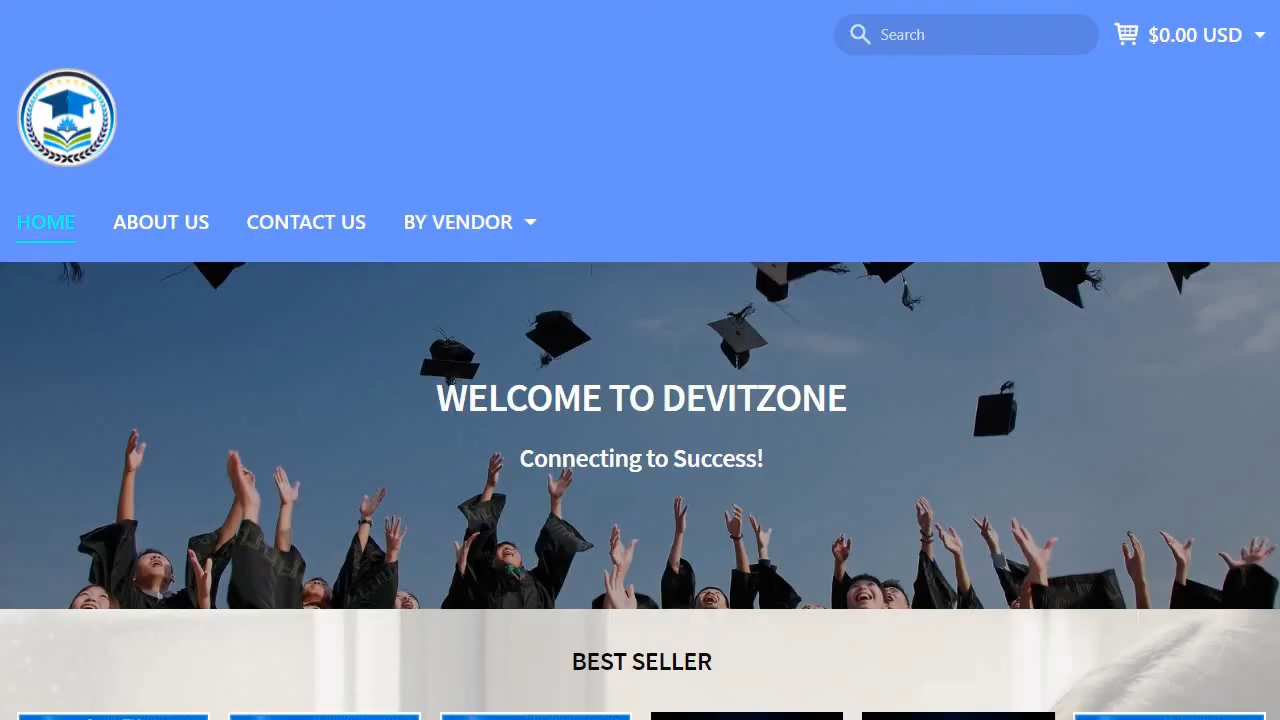 Search
$0.00 USD
HOME
ABOUT US
CONTACT US
BY VENDOR
WELCOME TO DEVITZONE
Connecting to Success!
BEST SELLER